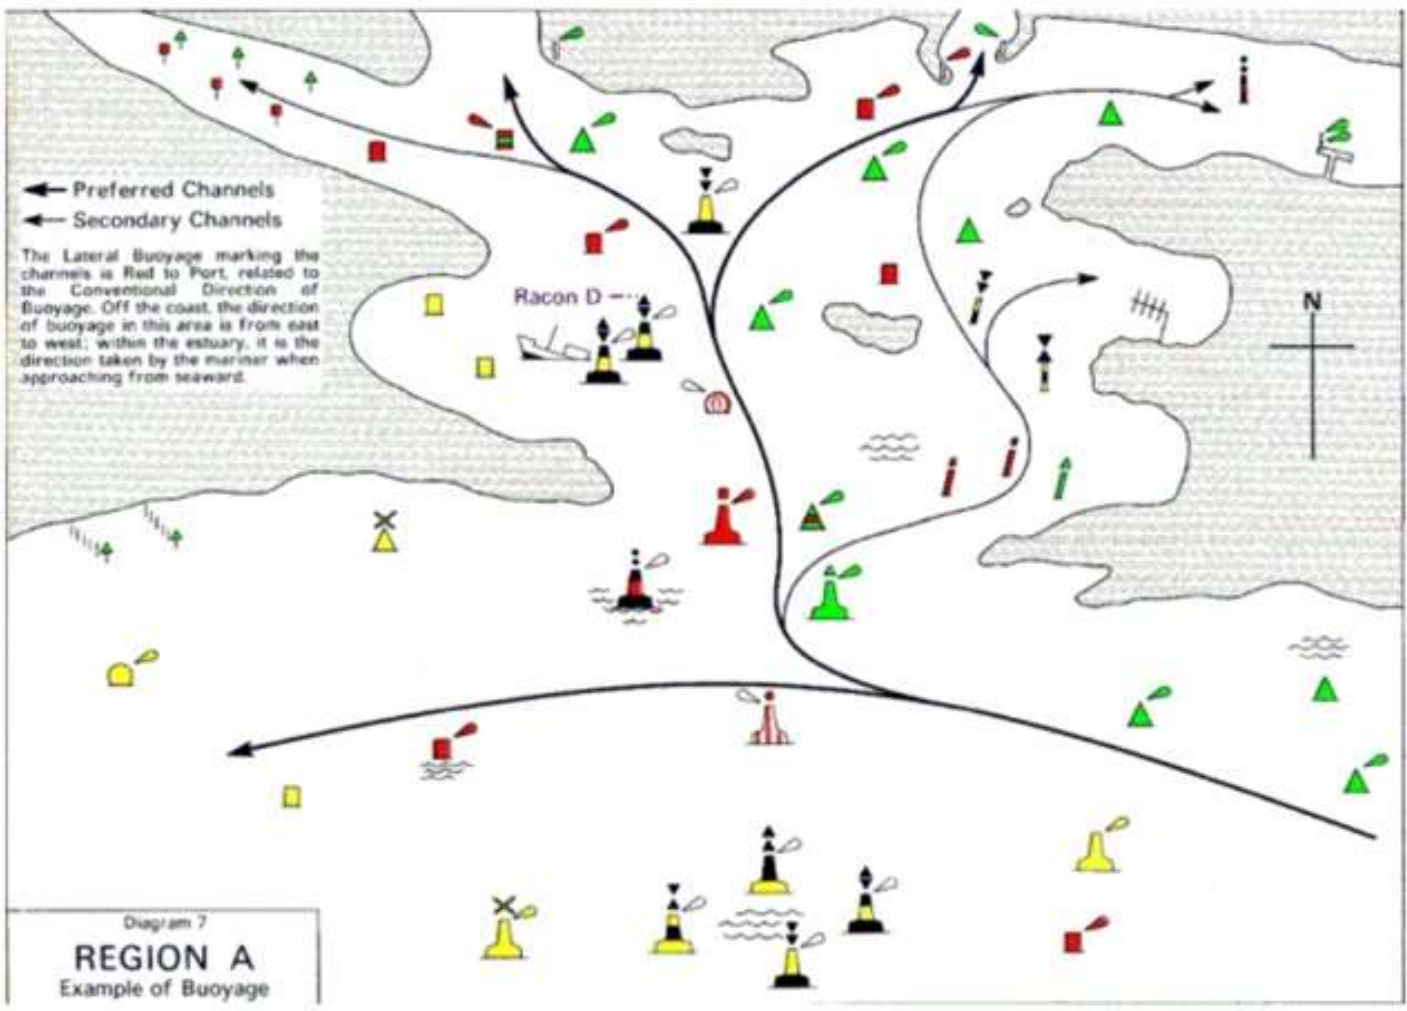 Preferred Channels
Secondary Channels
The Lateral Buoyage marking the
channels is Red to Port, related to
the Conventional Direction of
Buoyage. Off the coast, the direction
of buoyage in this area is from east
to west; within the estuary, it is the
direction taken by the mariner when
approaching from seaward.
Racon D
N
Diagram 7
REGION A
Example of Buoyage